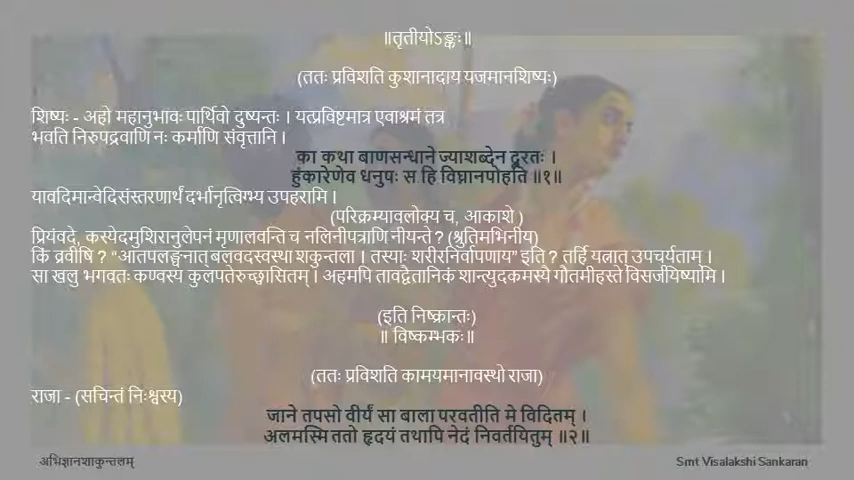 ॥तृतीयोऽङ्कः॥
(ततः प्रविशति कुशानादाय यजमानशिष्यः)
शिष्यः - अहो महानुभावः पार्थिवो दुष्यन्तः । यत्प्रविष्टमात्र एवाश्रमं तत्र
भवति निरुपद्रवाणि नः कर्माणि संवृत्तानि ।
का कथा बाणसन्धाने ज्याशब्देन दूरतः ।
हुंकारेणेव धनुषः स हि विघ्नानपोहति ॥१॥
यावदिमान्वेदिसंस्तरणार्थं दर्भानृत्विग्भ्य उपहरामि ।
(परिक्रम्यावलोक्य च, आकाशे )
प्रियंवदे, कस्येदमुशिरानुलेपनं मृणालवन्ति च नलिनीपत्राणि नीयन्ते ? (श्रुतिमभिनीय)
किं ब्रवीषि ? "आतपलङ्घनात् बलवदस्वस्था शकुन्तला । तस्याः शरीरनिर्वापणाय" इति ? तर्हि यत्नात् उपचर्यताम् ।
सा खलु भगवतः कण्वस्य कुलपतेरुच्छ्वासितम् । अहमपि तावद्वैतानिकं शान्त्युदकमस्यै गौतमीहस्ते विसर्जयिष्यामि ।
(इति निष्क्रान्तः)
॥ विष्कम्भकः॥
(ततः प्रविशति कामयमानावस्थो राजा)
राजा - (सचिन्तं निःश्वस्य)
जाने तपसो वीर्यं सा बाला परवतीति मे विदितम् ।
अलमस्मि ततो हृदयं तथापि नेदं निवर्तयितुम् ॥२॥
अभिज्ञानशाकुन्तलम्
Smt Visalakshi Sankaran